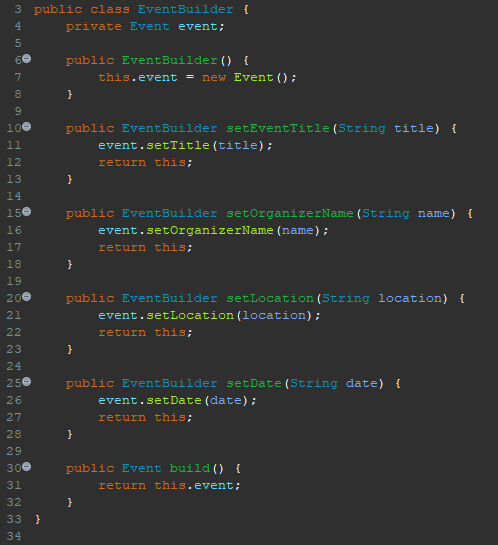 3 public class EventBuilder {
4     private Event event;
5
6     public EventBuilder() {
7         this.event = new Event();
8     }
9
10     public EventBuilder setEventTitle(String title) {
11         event.setTitle(title);
12         return this;
13     }
14
15     public EventBuilder setOrganizerName(String name) {
16         event.setOrganizerName(name);
17         return this;
18     }
19
20     public EventBuilder setLocation(String location) {
21         event.setLocation(location);
22         return this;
23     }
24
25     public EventBuilder setDate(String date) {
26         event.setDate(date);
27         return this;
28     }
29
30     public Event build() {
31         return this.event;
32     }
33 }
34